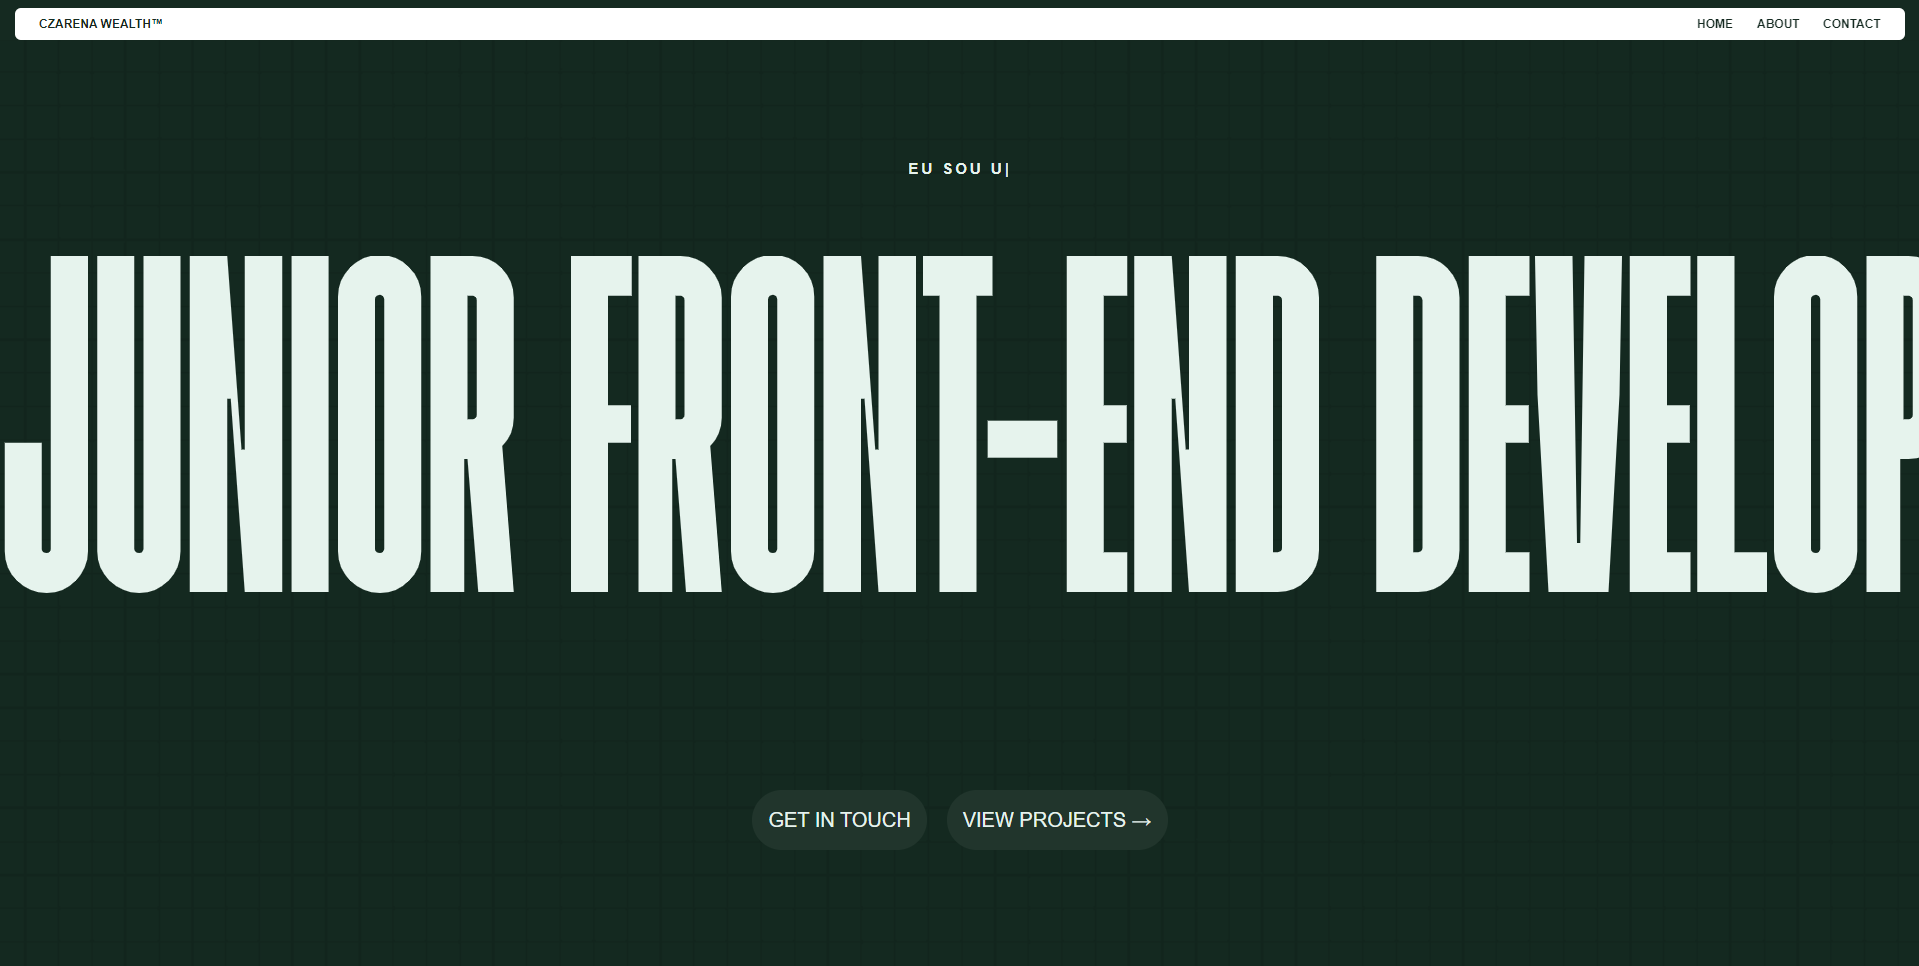 CZARENA WEALTH™
HOME ABOUT CONTACT
EU SOU U|
JUNIOR FRONT-END DEVELOP
GET IN TOUCH
VIEW PROJECTS →